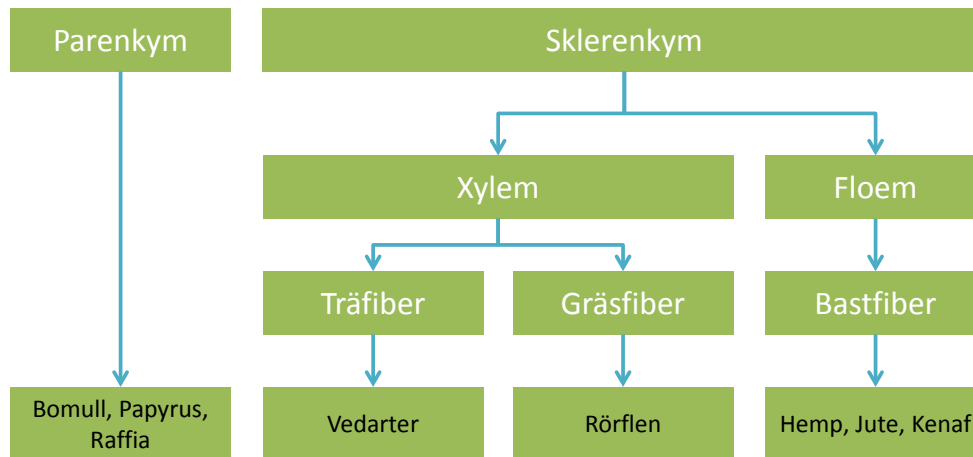 Parenkym
Sklerenkym
Xylem
Floem
Träfiber
Gräsfiber
Bastfiber
Bomull, Papyrus,
Raffia
Vedarter
Rörflen
Hemp, Jute, Kenaf